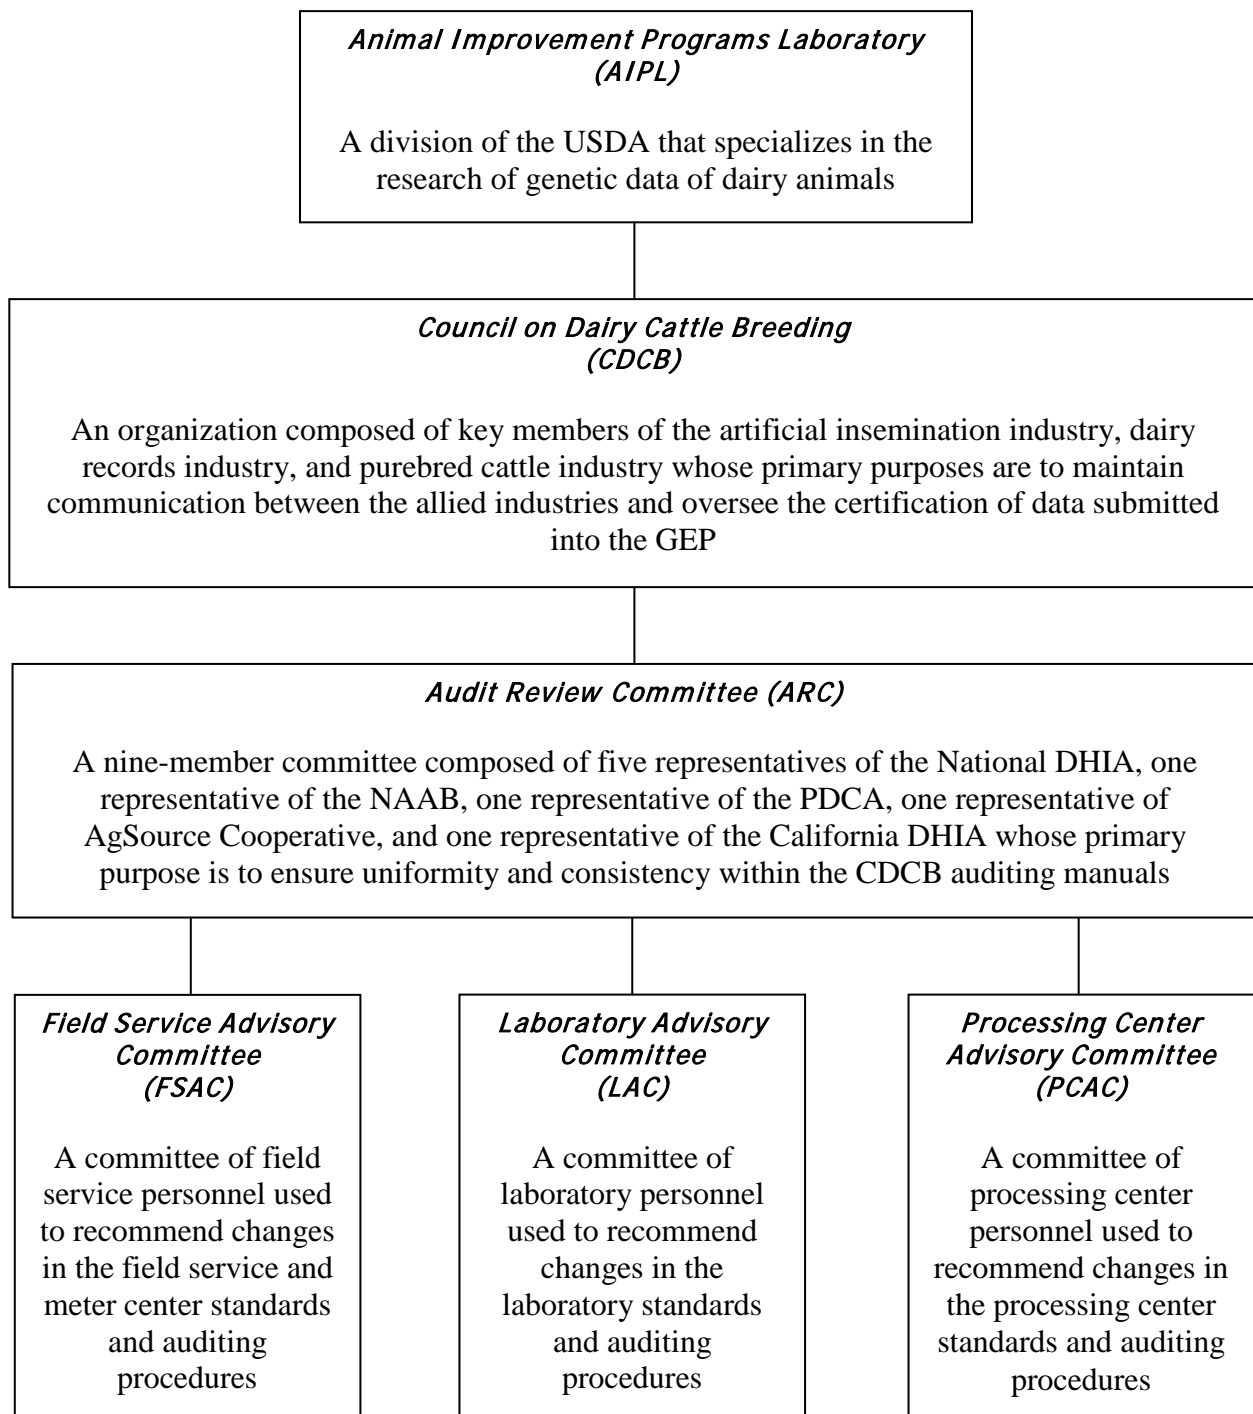 Animal Improvement Programs Laboratory
(AIPL)
A division of the USDA that specializes in the
research of genetic data of dairy animals
Council on Dairy Cattle Breeding
(CDCB)
An organization composed of key members of the artificial insemination industry, dairy
records industry, and purebred cattle industry whose primary purposes are to maintain
communication between the allied industries and oversee the certification of data submitted
into the GEP
Audit Review Committee (ARC)
A nine-member committee composed of five representatives of the National DHIA, one
representative of the NAAB, one representative of the PDCA, one representative of
AgSource Cooperative, and one representative of the California DHIA whose primary
purpose is to ensure uniformity and consistency within the CDCB auditing manuals
Field Service Advisory
Committee
(FSAC)
A committee of field
service personnel used
to recommend changes
in the field service and
meter center standards
and auditing
procedures
Laboratory Advisory
Committee
(LAC)
A committee of
laboratory personnel
used to recommend
changes in the
laboratory standards
and auditing
procedures
Processing Center
Advisory Committee
(PCAC)
A committee of
processing center
personnel used to
recommend changes in
the processing center
standards and auditing
procedures